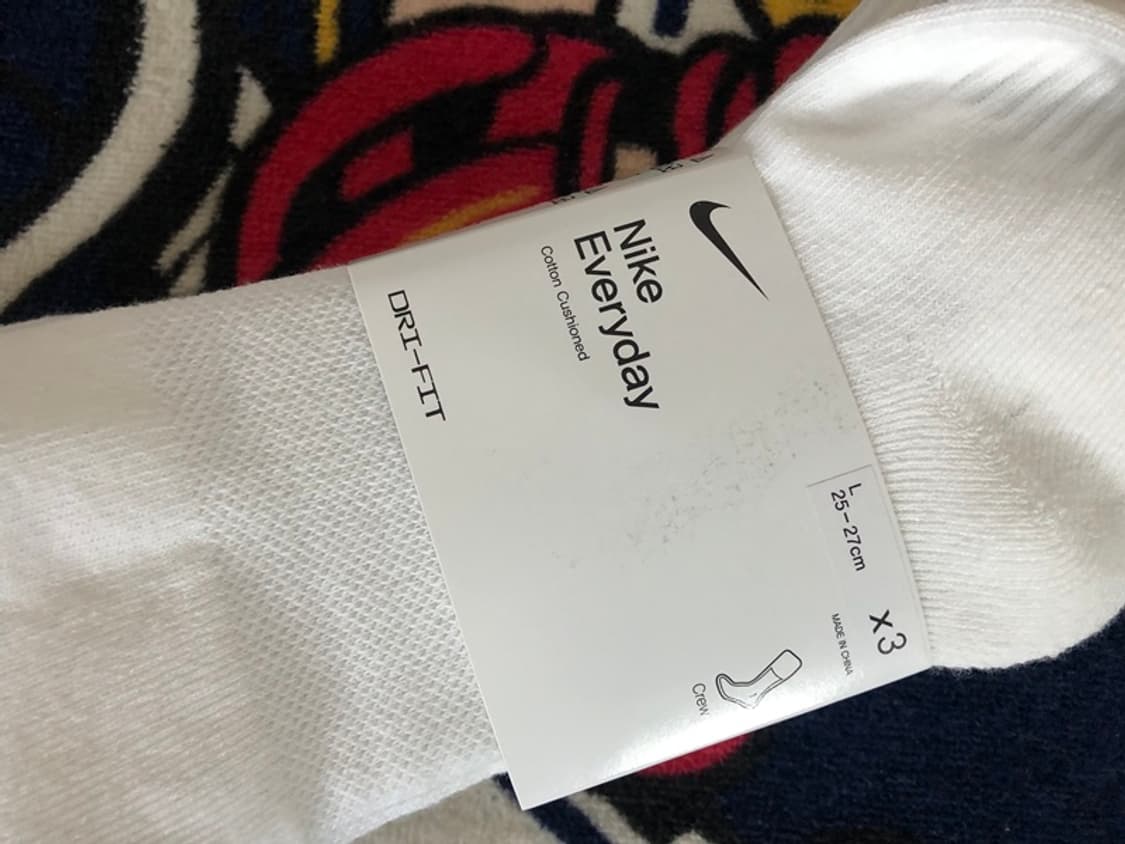 Nike
Everyday
Cotton Cushioned
DRI-FIT
L
25-27cm
x3
MADE IN CHINA
Crew